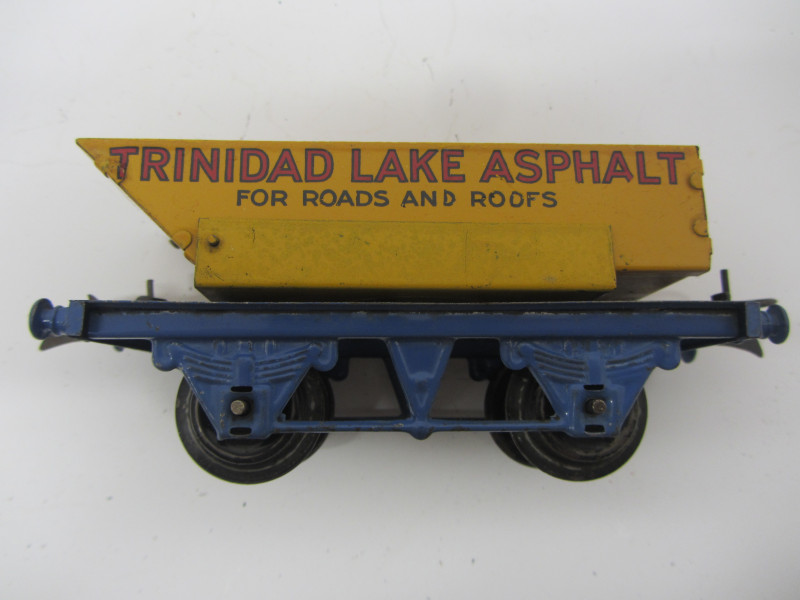 TRINIDAD LAKE ASPHALT
FOR ROADS AND ROOFS